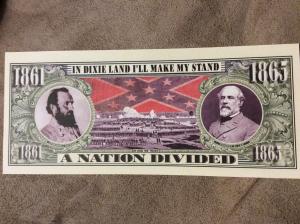 IN DIXIE LAND I'LL MAKE MY STAND
1861
1865
1861
1865
A NATION DIVIDED